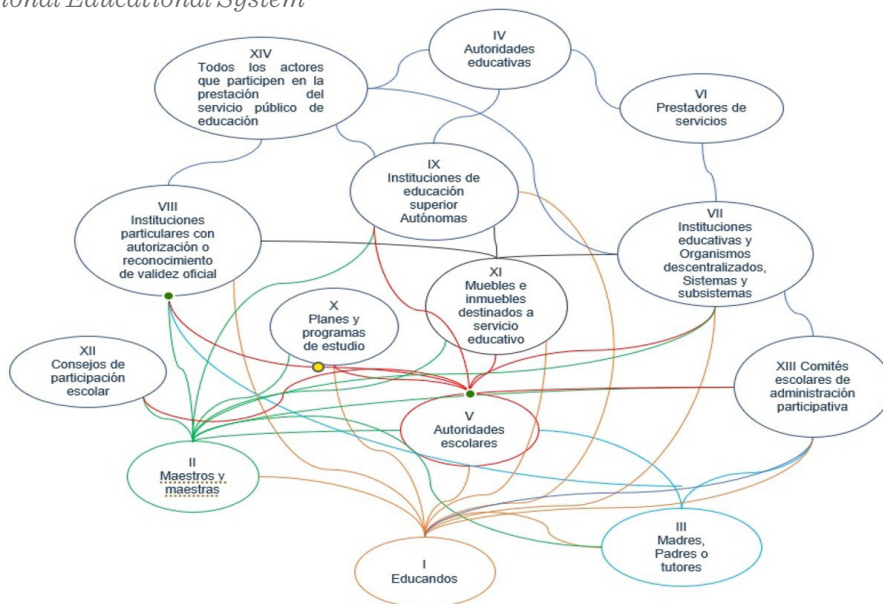 ional Educational System
IV
Autoridades
educativas
XIV
Todos los actores
que participen en la
prestación del
servicio público de
educación
VI
Prestadores de
servicios
IX
Instituciones de
educación
superior
Autónomas
VIII
Instituciones
particulares con
autorización o
reconocimiento
de validez oficial
VII
Instituciones
educativas y
Organismos
descentralizados,
Sistemas y
subsistemas
XI
Muebles e
inmuebles
destinados a
servicio
educativo
X
Planes y
programas
de estudio
XII
Consejos de
participación
escolar
XIII Comités
escolares de
administración
participativa
V
Autoridades
escolares
II
Maestros y
maestras
III
Madres,
Padres o
tutores
I
Educandos